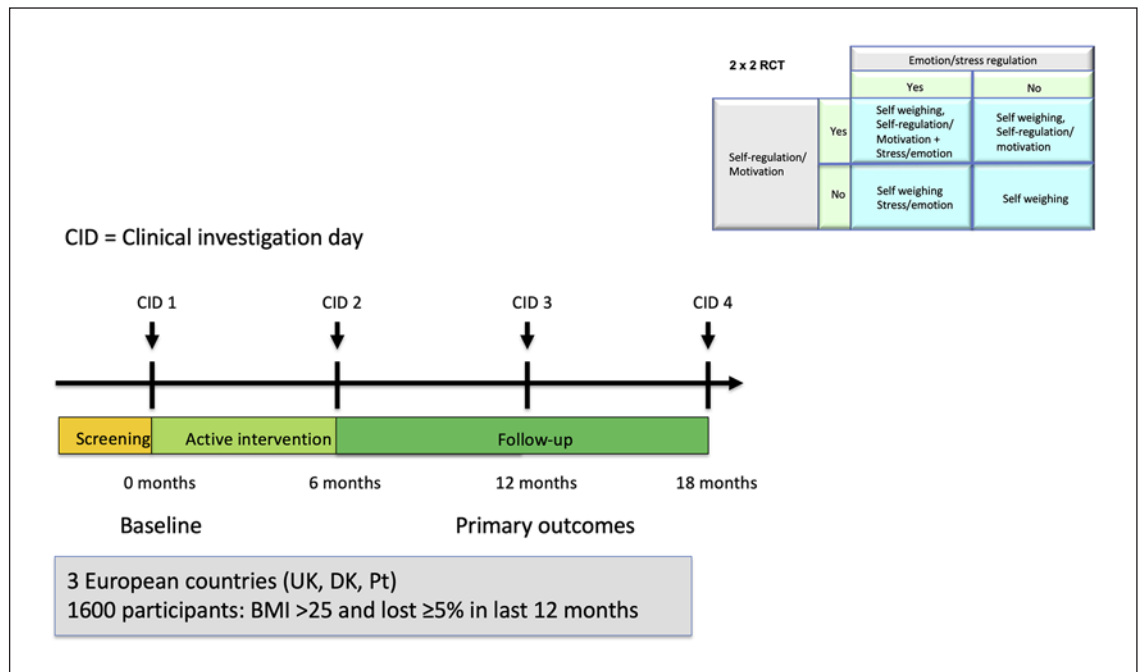 2 x 2 RCT
Emotion/stress regulation
Yes
No
Self-regulation/
Motivation
Yes
Self weighing,
Self-regulation/
Motivation +
Stress/emotion
Self weighing,
Self-regulation/
motivation
No
Self weighing
Stress/emotion
Self weighing
CID = Clinical investigation day
CID 1
CID 2
CID 3
CID 4
Screening
Active intervention
Follow-up
0 months
6 months
12 months
18 months
Baseline
Primary outcomes
3 European countries (UK, DK, Pt)
1600 participants: BMI >25 and lost ≥5% in last 12 months